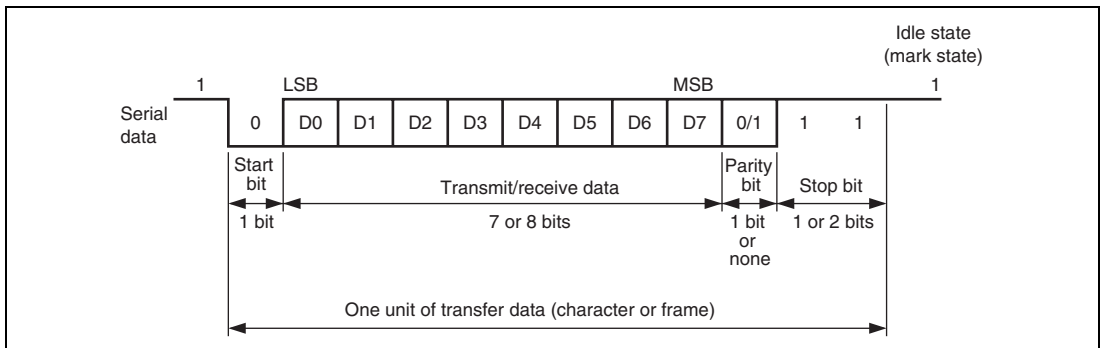 Idle state
(mark state)
1 LSB MSB 1
Serial
data
0 D0 D1 D2 D3 D4 D5 D6 D7 0/1 1 1
Start
bit
Transmit/receive data
Parity
bit
Stop bit
1 bit
7 or 8 bits
1 bit
or
none
1 or 2 bits
One unit of transfer data (character or frame)